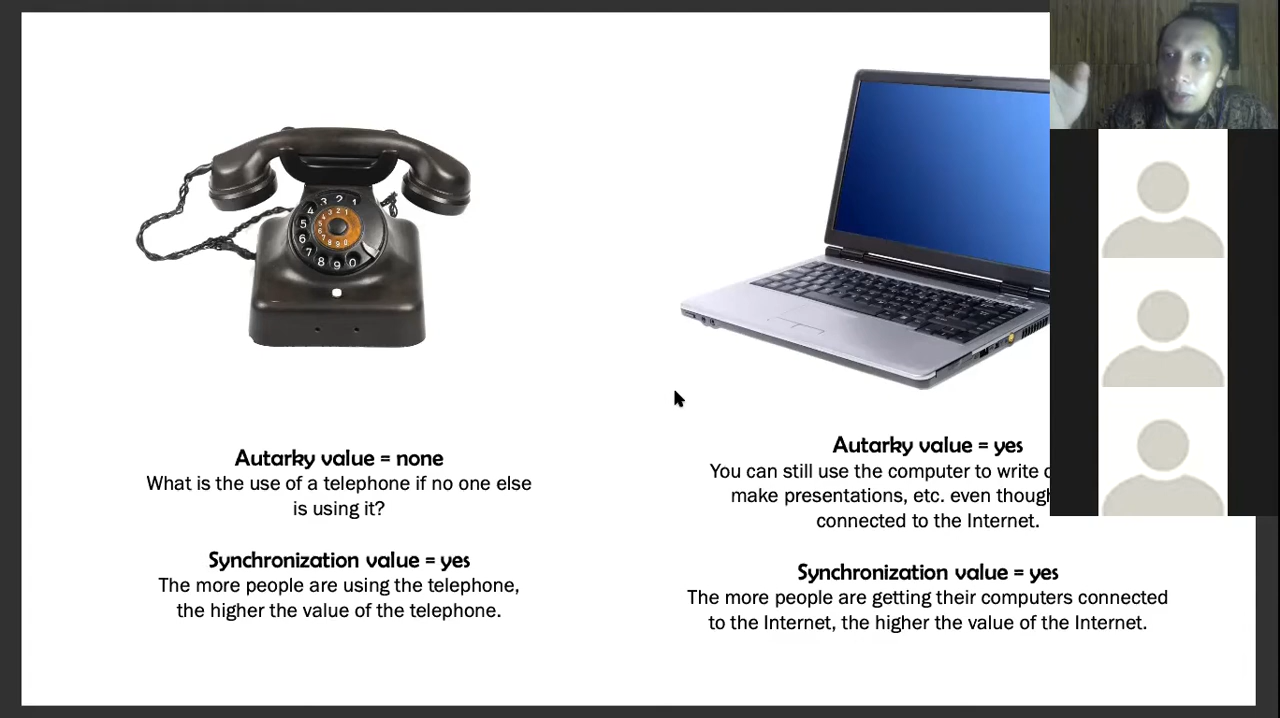 Autarky value = none
What is the use of a telephone if no one else
is using it?
Synchronization value = yes
The more people are using the telephone,
the higher the value of the telephone.
Autarky value = yes
You can still use the computer to write
make presentations, etc. even though
connected to the Internet.
Synchronization value = yes
The more people are getting their computers connected
to the Internet, the higher the value of the Internet.